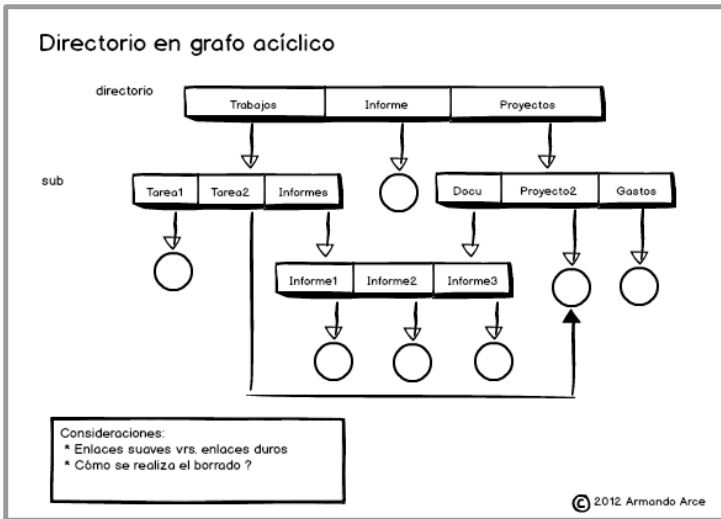 Directorio en grafo acíclico
directorio
Trabajos Informe Proyectos
sub
Tarea1 Tarea2 Informes
Docu Proyecto2 Gastos
Informe1 Informe2 Informe3
Consideraciones:
* Enlaces suaves vrs. enlaces duros
* Cómo se realiza el borrado ?
© 2012 Armando Arce